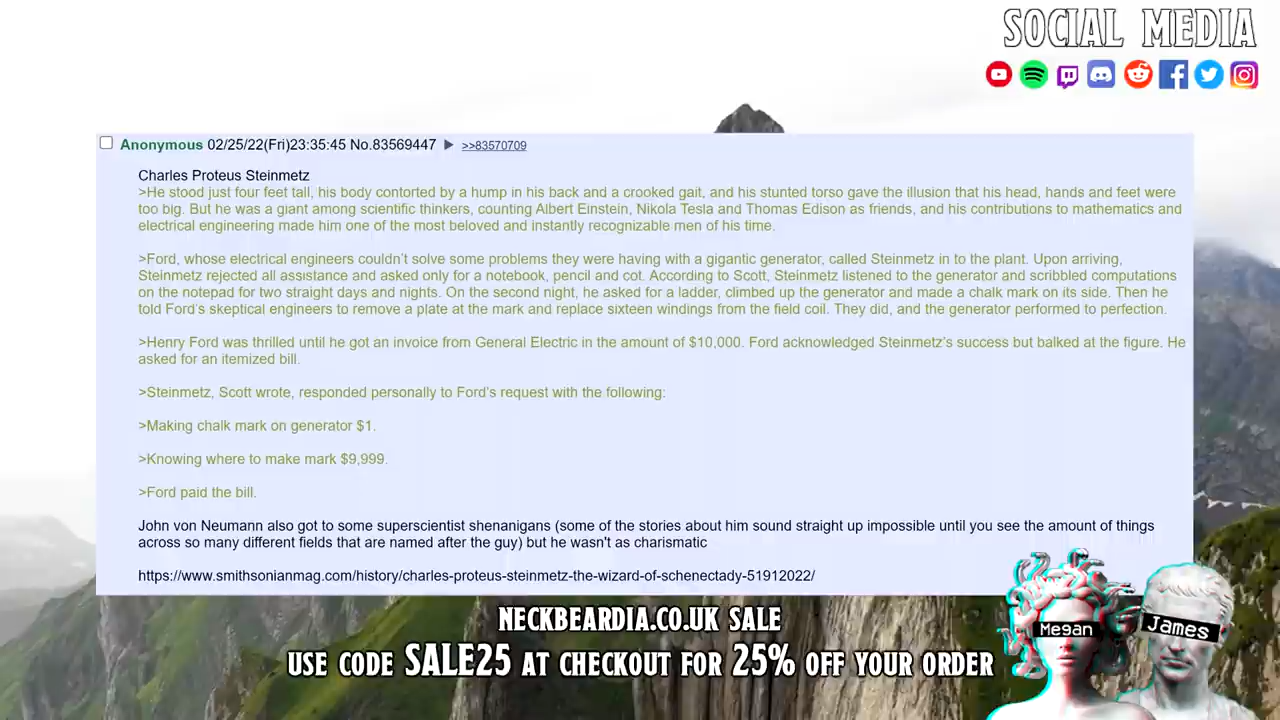 SOCIAL MEDIA
Anonymous 02/25/22(Fri)23:35:45 No.83569447 ▶ >>83570709
Charles Proteus Steinmetz
>He stood just four feet tall, his body contorted by a hump in his back and a crooked gait, and his stunted torso gave the illusion that his head, hands and feet were
too big. But he was a giant among scientific thinkers, counting Albert Einstein, Nikola Tesla and Thomas Edison as friends, and his contributions to mathematics and
electrical engineering made him one of the most beloved and instantly recognizable men of his time.
>Ford, whose electrical engineers couldn't solve some problems they were having with a gigantic generator, called Steinmetz in to the plant. Upon arriving,
Steinmetz rejected all assistance and asked only for a notebook, pencil and cot. According to Scott, Steinmetz listened to the generator and scribbled computations
on the notepad for two straight days and nights. On the second night, he asked for a ladder, climbed up the generator and made a chalk mark on its side. Then he
told Ford's skeptical engineers to remove a plate at the mark and replace sixteen windings from the field coil. They did, and the generator performed to perfection.
>Henry Ford was thrilled until he got an invoice from General Electric in the amount of $10,000. Ford acknowledged Steinmetz's success but balked at the figure. He
asked for an itemized bill.
>Steinmetz, Scott wrote, responded personally to Ford's request with the following:
>Making chalk mark on generator $1.
>Knowing where to make mark $9,999.
>Ford paid the bill.
John von Neumann also got to some superscientist shenanigans (some of the stories about him sound straight up impossible until you see the amount of things
across so many different fields that are named after the guy) but he wasn't as charismatic
https://www.smithsonianmag.com/history/charles-proteus-steinmetz-the-wizard-of-schenectady-51912022/
NECKBEARDIA.CO.UK SALE
USE CODE SALE25 AT CHECKOUT FOR 25% OFF YOUR ORDER
Megan
James